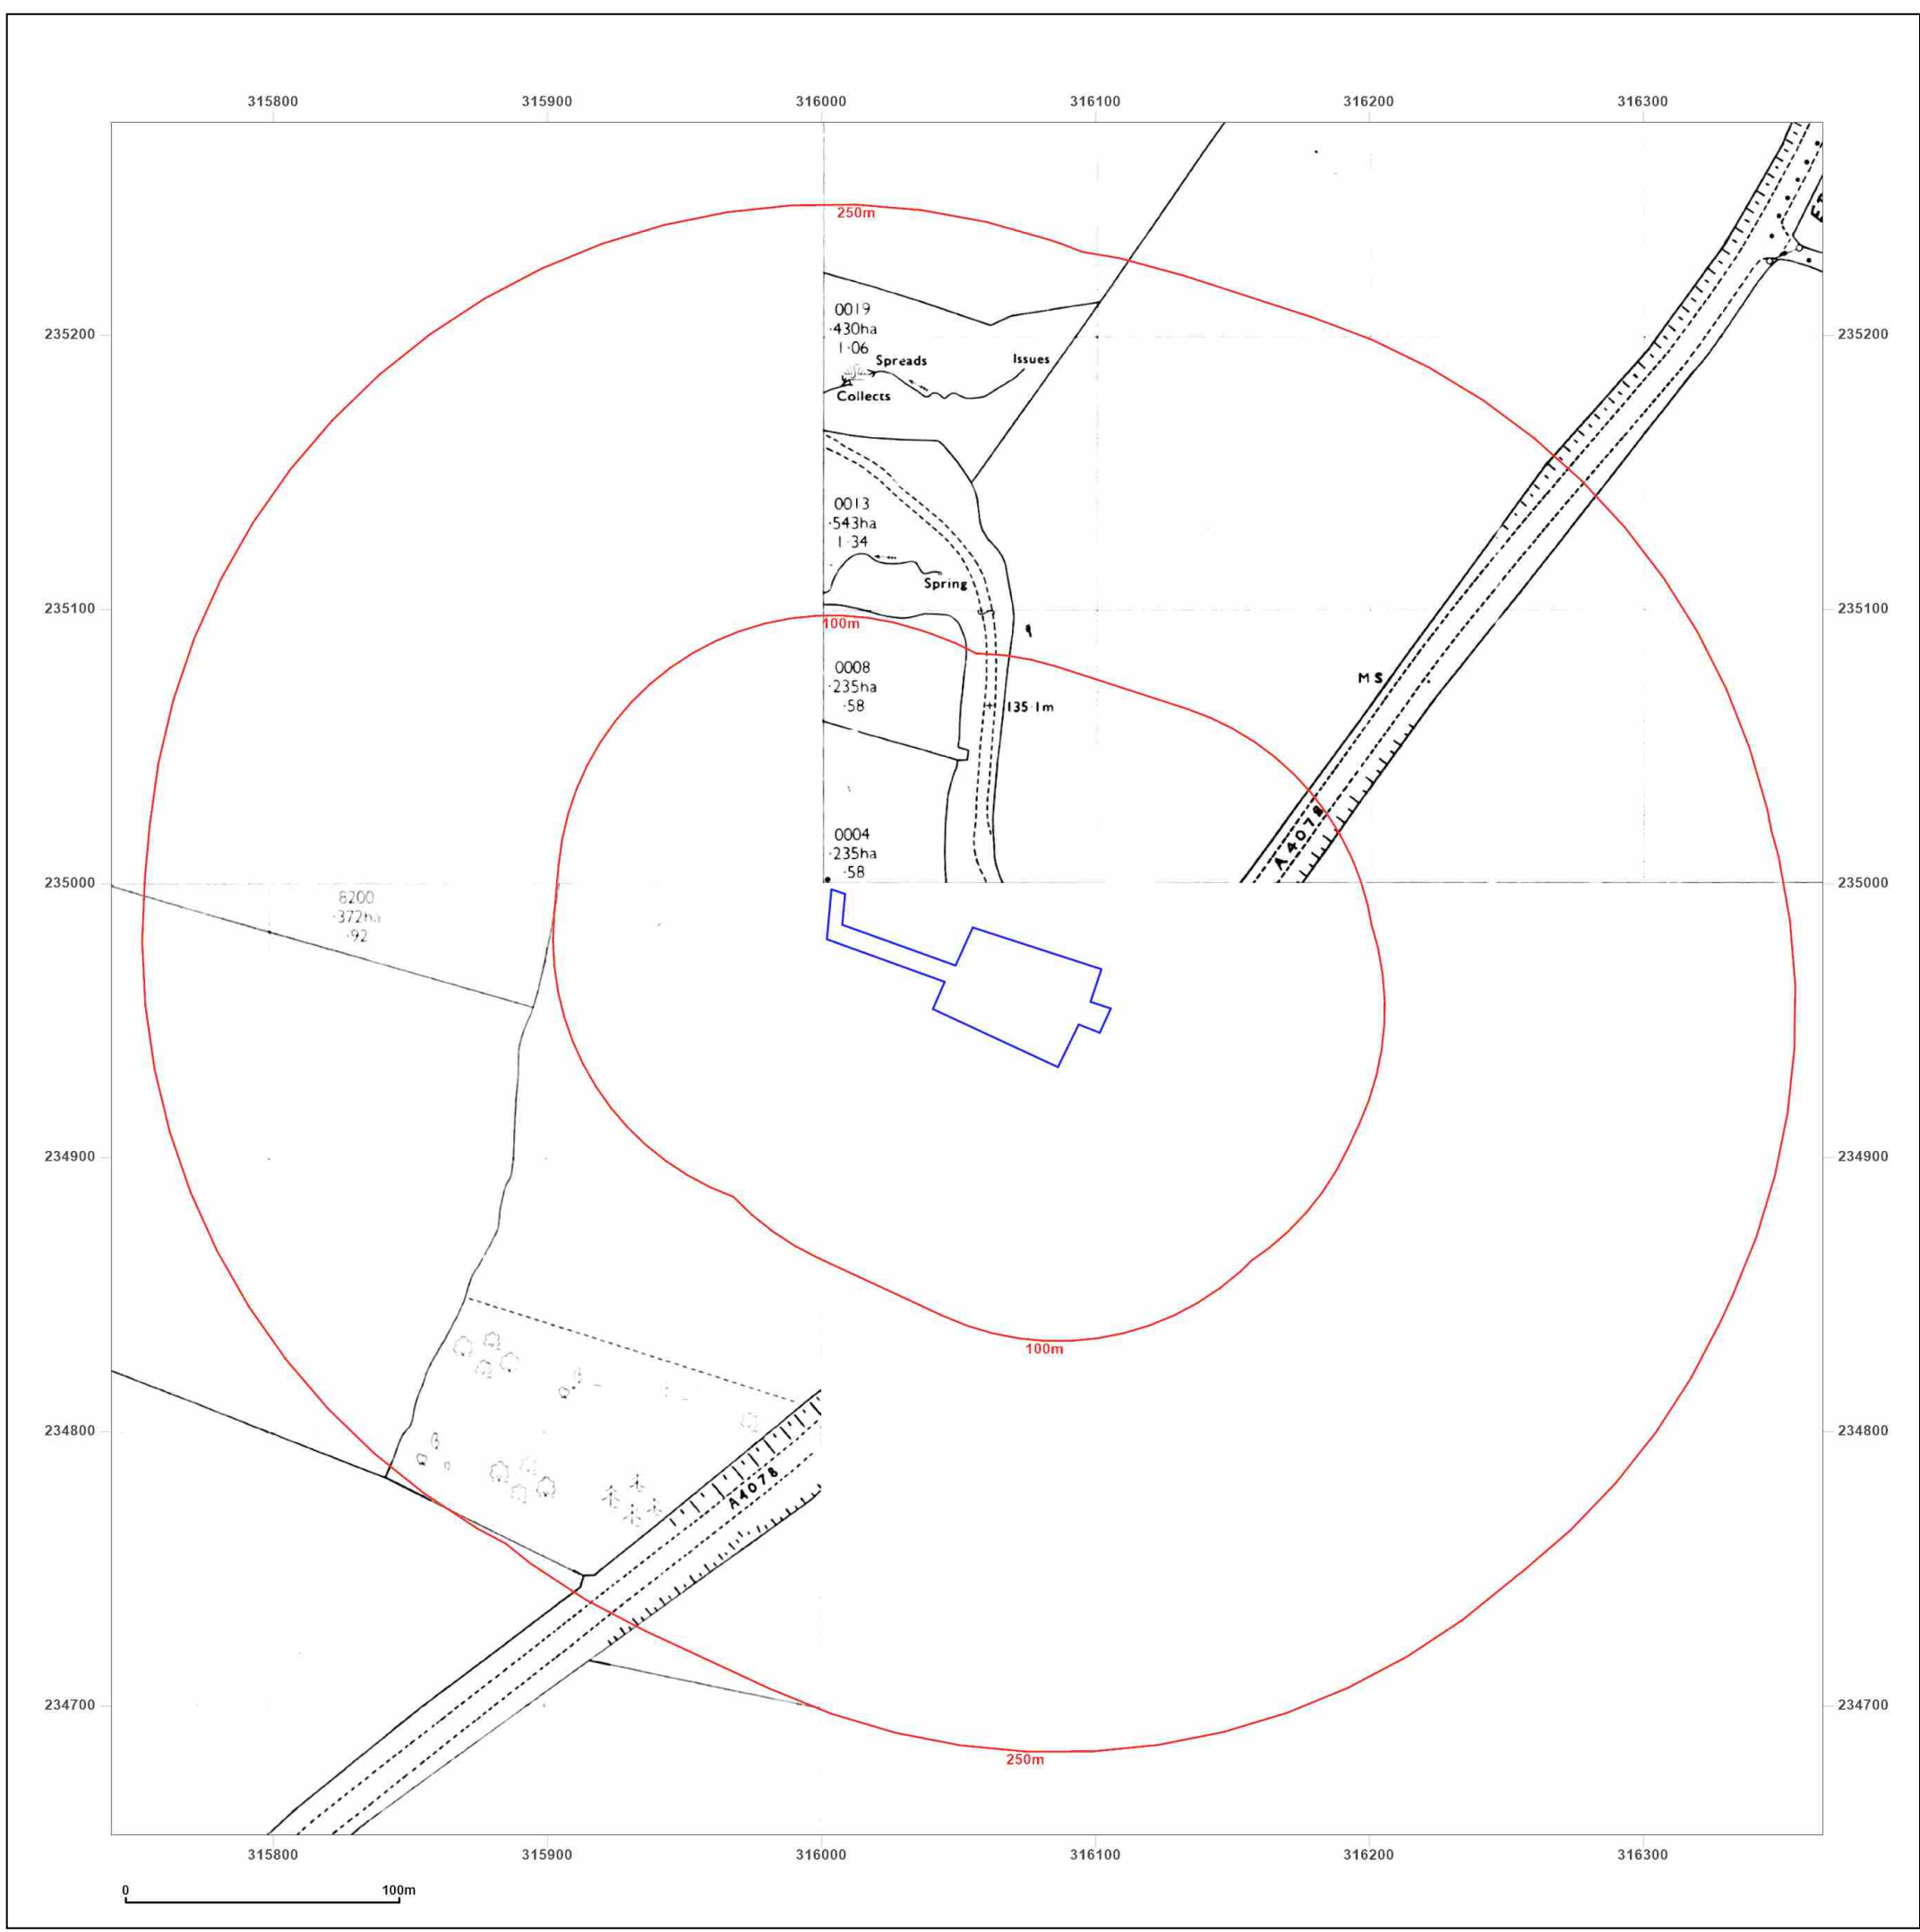 315800 315900 316000 316100 316200 316300
250m
235200 235200
0019
·430ha
1·06
Spreads
Issues
Collects
0013
·543ha
1·34
Spring
235100 235100
100m
0008
·235ha
·58
MS
135·1m
A 4078
0004
·235ha
·58
235000 235000
8200
·372ha
·92
234900 234900
100m
234800 234800
A4078
234700 234700
250m
315800 315900 316000 316100 316200 316300
0 100m